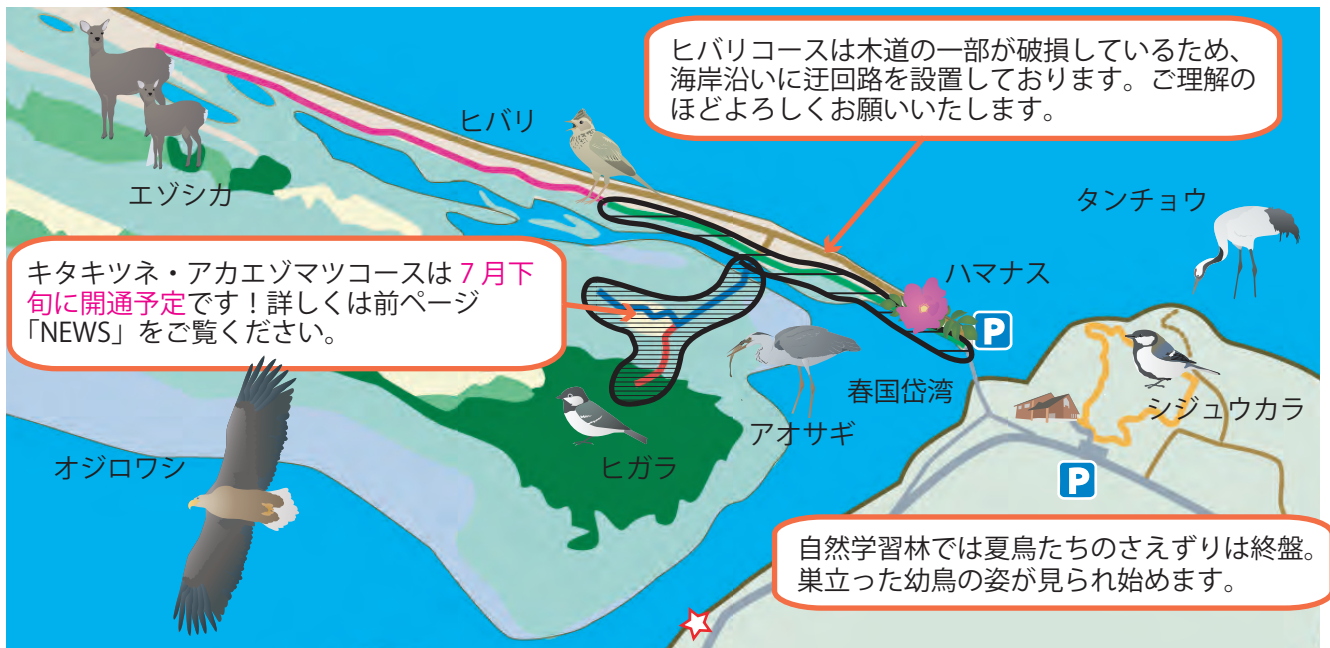 ヒバリコースは木道の一部が破損しているため、
海岸沿いに迂回路を設置しております。ご理解の
ほどよろしくお願いいたします。
ヒバリ
エゾシカ
タンチョウ
キタキツネ・アカエゾマツコースは 7 月下
旬に開通予定です！詳しくは前ページ
「NEWS」をご覧ください。
ハマナス
P
春国岱湾
シジュウカラ
アオサギ
ヒガラ
オジロワシ
P
自然学習林では夏鳥たちのさえずりは終盤。
巣立った幼鳥の姿が見られ始めます。